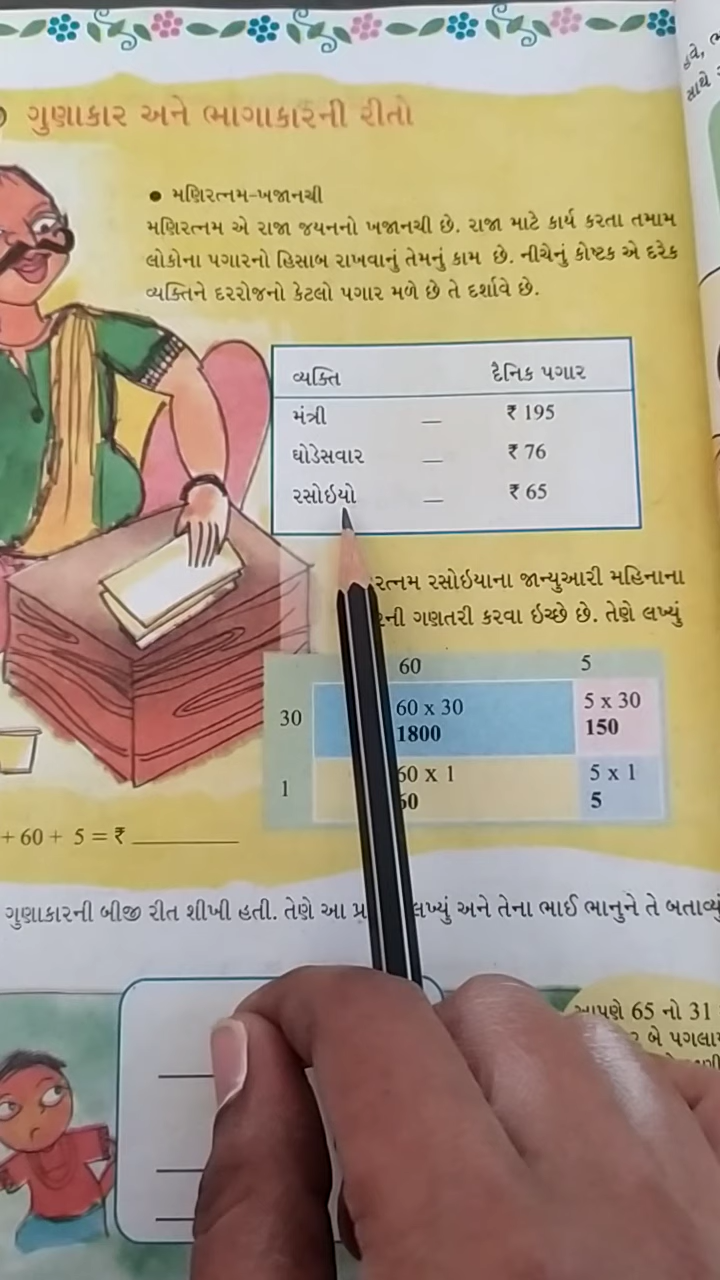 ગુણાકાર અને ભાગાકારની રીતો
• મણિરત્નમ-ખજાનચી
મણિરત્નમ એ રાજા જયનનો ખજાનચી છે. રાજા માટે કાર્ય કરતા તમામ
લોકોના પગારનો હિસાબ રાખવાનું તેમનું કામ છે. નીચેનું કોષ્ટક એ દરેક
વ્યક્તિને દરરોજનો કેટલો પગાર મળે છે તે દર્શાવે છે.
વ્યક્તિ દૈનિક પગાર
મંત્રી — ₹ 195
ઘોડેસવાર — ₹ 76
રસોઇયો — ₹ 65
રત્નમ રસોઇયાના જાન્યુઆરી મહિનાના
ની ગણતરી કરવા ઇચ્છે છે. તેણે લખ્યું
60 5
30 60 x 30 5 x 30
1800 150
1 60 x 1 5 x 1
60 5
+ 60 + 5 = ₹
ગુણાકારની બીજી રીત શીખી હતી. તેણે આ પ્ર લખ્યું અને તેના ભાઈ ભાનુને તે બતાવ્યું
આપણે 65 નો 31
બે પગલા